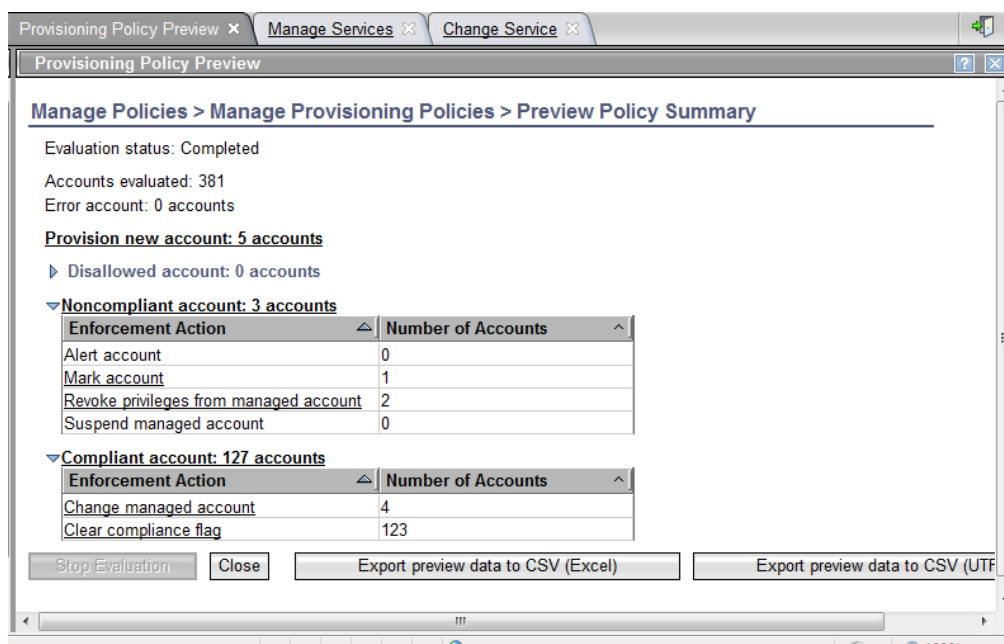 Provisioning Policy Preview Manage Services Change Service
Provisioning Policy Preview
Manage Policies > Manage Provisioning Policies > Preview Policy Summary
Evaluation status: Completed
Accounts evaluated: 381
Error account: 0 accounts
Provision new account: 5 accounts
Disallowed account: 0 accounts
Noncompliant account: 3 accounts
Enforcement Action Number of Accounts
Alert account 0
Mark account 1
Revoke privileges from managed account 2
Suspend managed account 0
Compliant account: 127 accounts
Enforcement Action Number of Accounts
Change managed account 4
Clear compliance flag 123
Stop Evaluation Close Export preview data to CSV (Excel) Export preview data to CSV (UTF